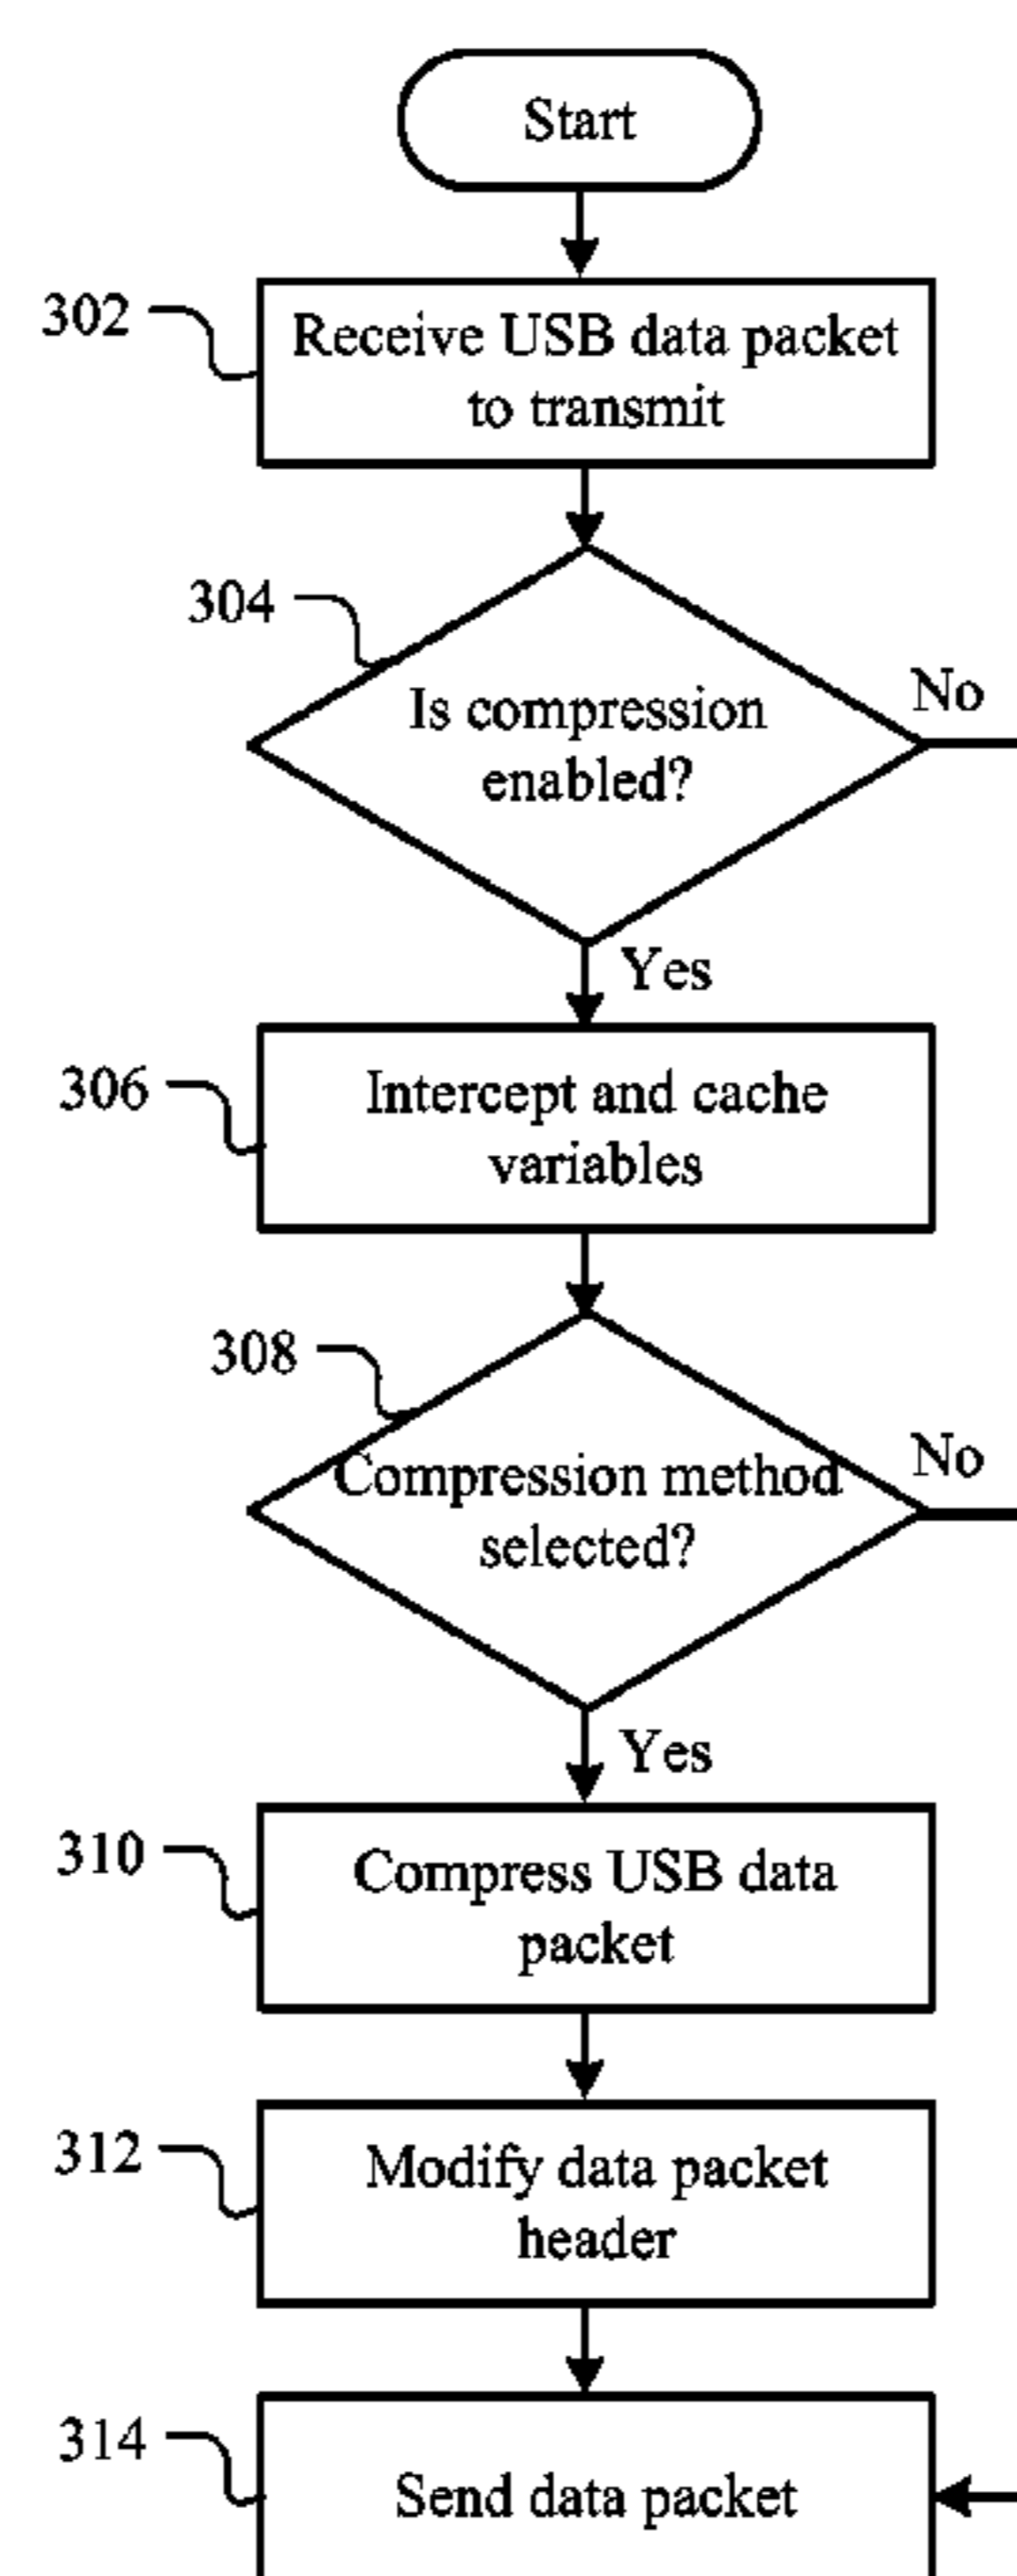 Start
302
Receive USB data packet
to transmit
304
Is compression
enabled?
No
Yes
306
Intercept and cache
variables
308
Compression method
selected?
No
Yes
310
Compress USB data
packet
312
Modify data packet
header
314
Send data packet